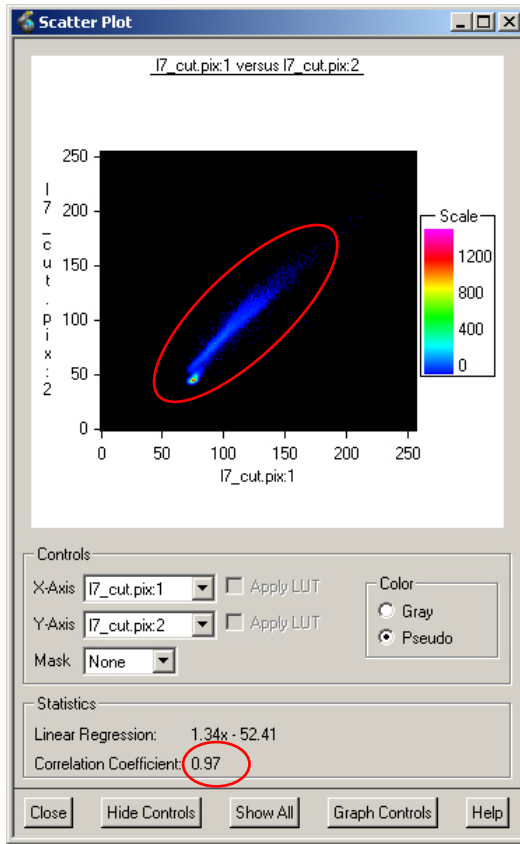 Scatter Plot
l7_cut.pix:1 versus l7_cut.pix:2
250
200
150
100
50
0
l7_cut.pix:2
0 50 100 150 200 250
l7_cut.pix:1
Scale
1200
800
400
0
Controls
X-Axis l7_cut.pix:1 Apply LUT
Y-Axis l7_cut.pix:2 Apply LUT
Mask None
Color
Gray
Pseudo
Statistics
Linear Regression: 1.34x - 52.41
Correlation Coefficient: 0.97
Close Hide Controls Show All Graph Controls Help